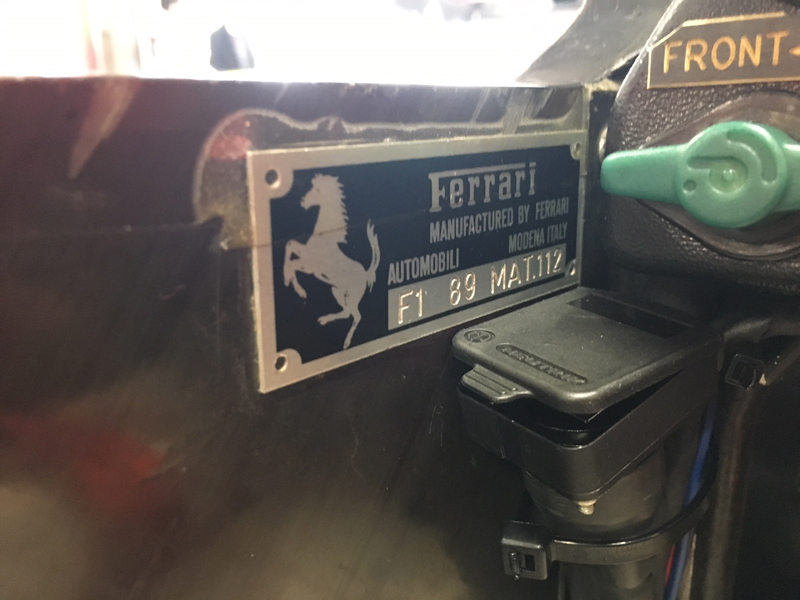 FRONT
Ferrari
MANUFACTURED BY FERRARI
AUTOMOBILI MODENA ITALY
F1 89 MAT.112